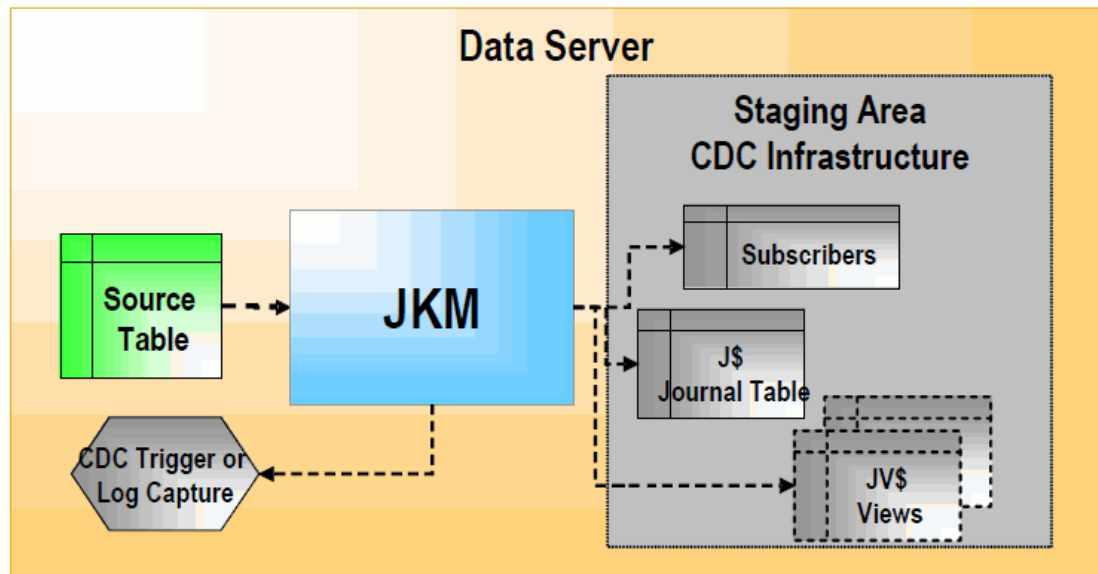 Data Server
Staging Area
CDC Infrastructure
Subscribers
Source
Table
JKM
J$
Journal Table
CDC Trigger or
Log Capture
JV$
Views